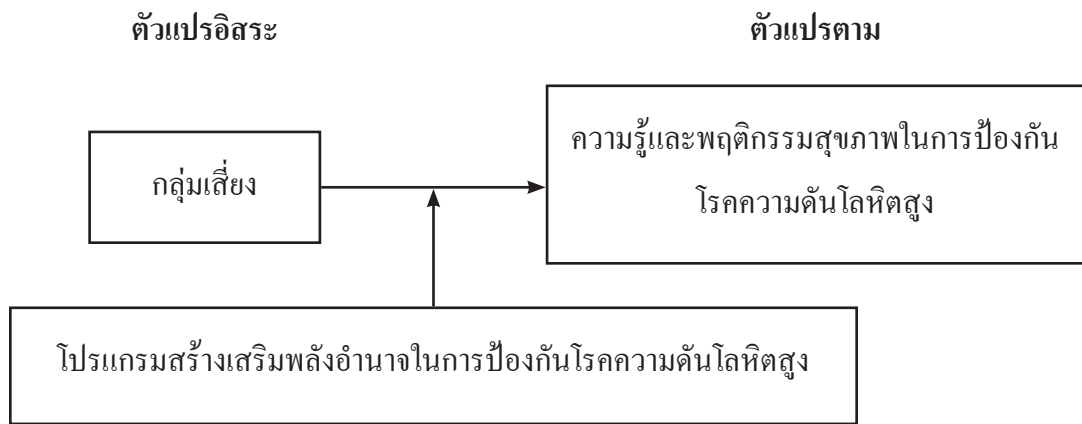 ตัวแปรอิสระ
ตัวแปรตาม
กลุ่มเสี่ยง
ความรู้และพฤติกรรมสุขภาพในการป้องกัน
โรคความดันโลหิตสูง
โปรแกรมสร้างเสริมพลังอำนาจในการป้องกันโรคความดันโลหิตสูง